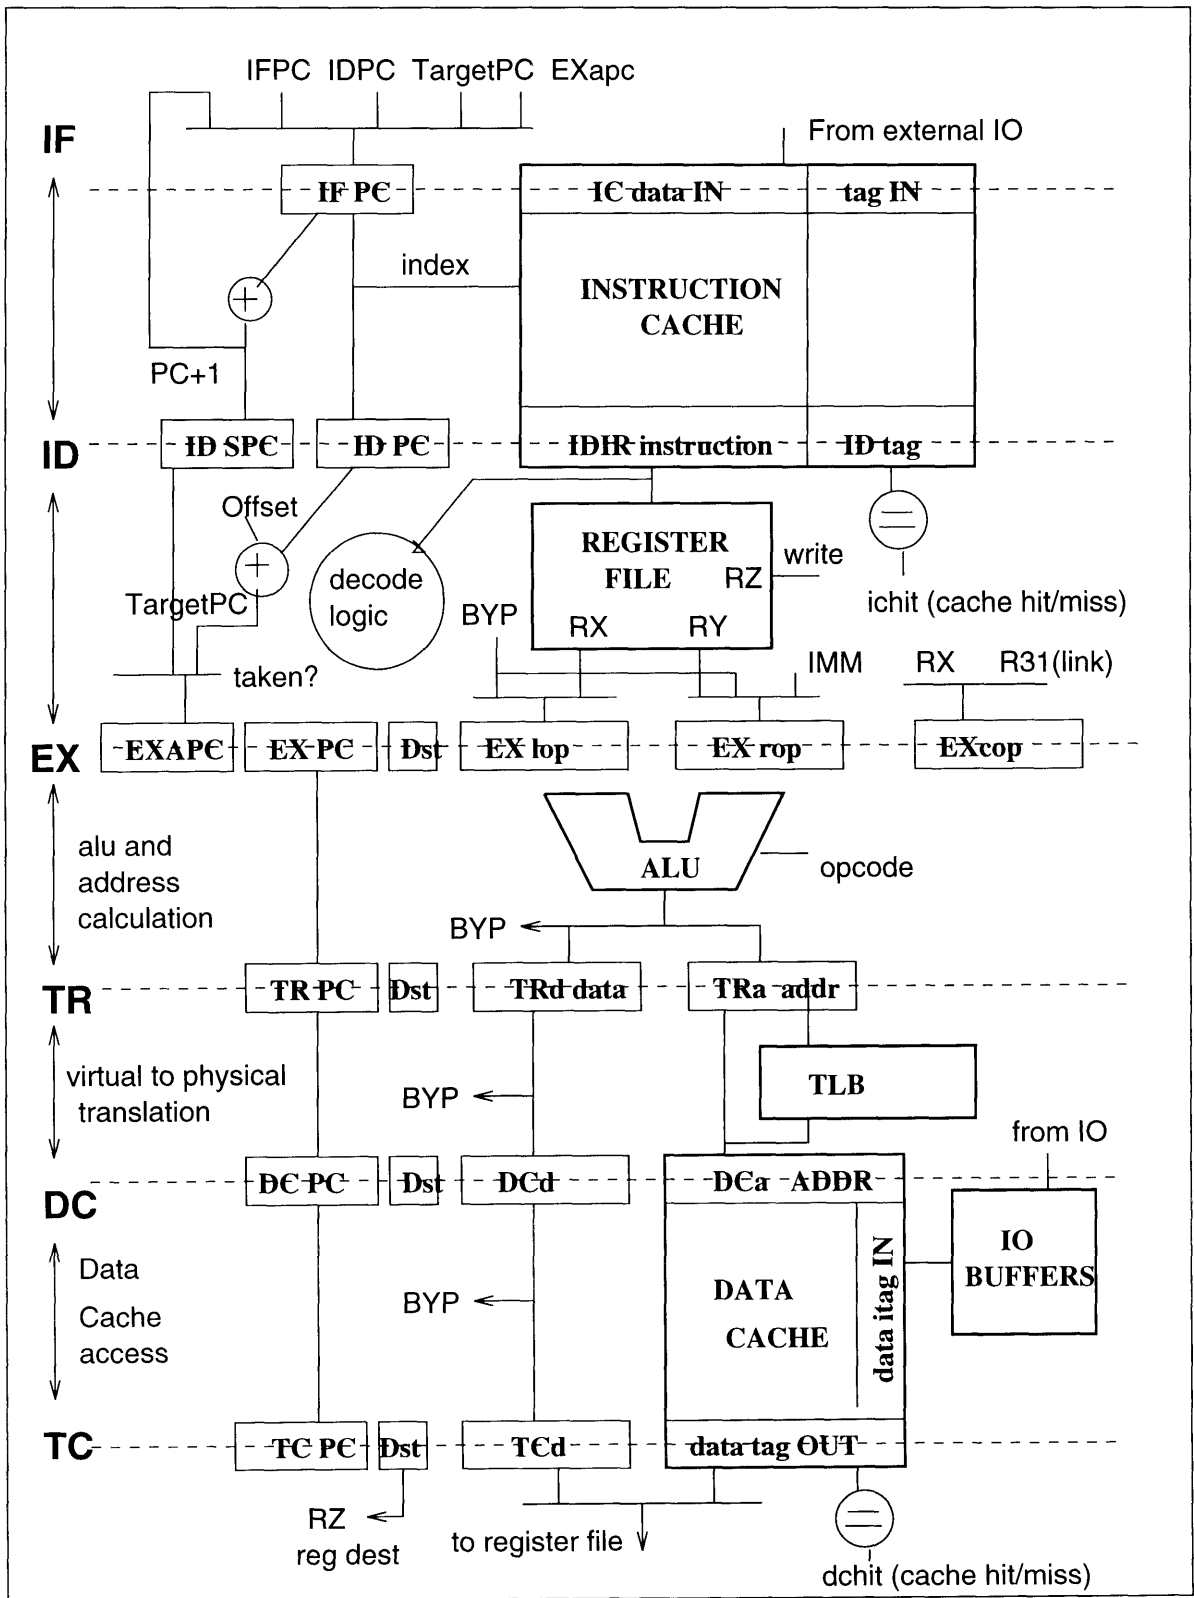 IFPC IDPC TargetPC EXapc
IF
From external IO
IF PC
IC data IN
tag IN
index
+
INSTRUCTION
CACHE
PC+1
ID
ID SPC
ID PC
IDIR instruction
ID tag
Offset
+
REGISTER
FILE
RZ
write
decode
logic
TargetPC
ichit (cache hit/miss)
BYP
RX
RY
taken?
IMM
RX
R31(link)
EX
EXAPC
EX PC
Dst
EX lop
EX rop
EXcop
alu and
address
calculation
ALU
opcode
BYP
TR
TR PC
Dst
TRd data
TRa addr
virtual to physical
translation
BYP
TLB
from IO
DC
DC PC
Dst
DCd
DCa ADDR
Data
Cache
access
BYP
DATA
CACHE
data itag IN
IO
BUFFERS
TC
TC PC
Dst
TCd
data tag OUT
RZ
reg dest
to register file
dchit (cache hit/miss)